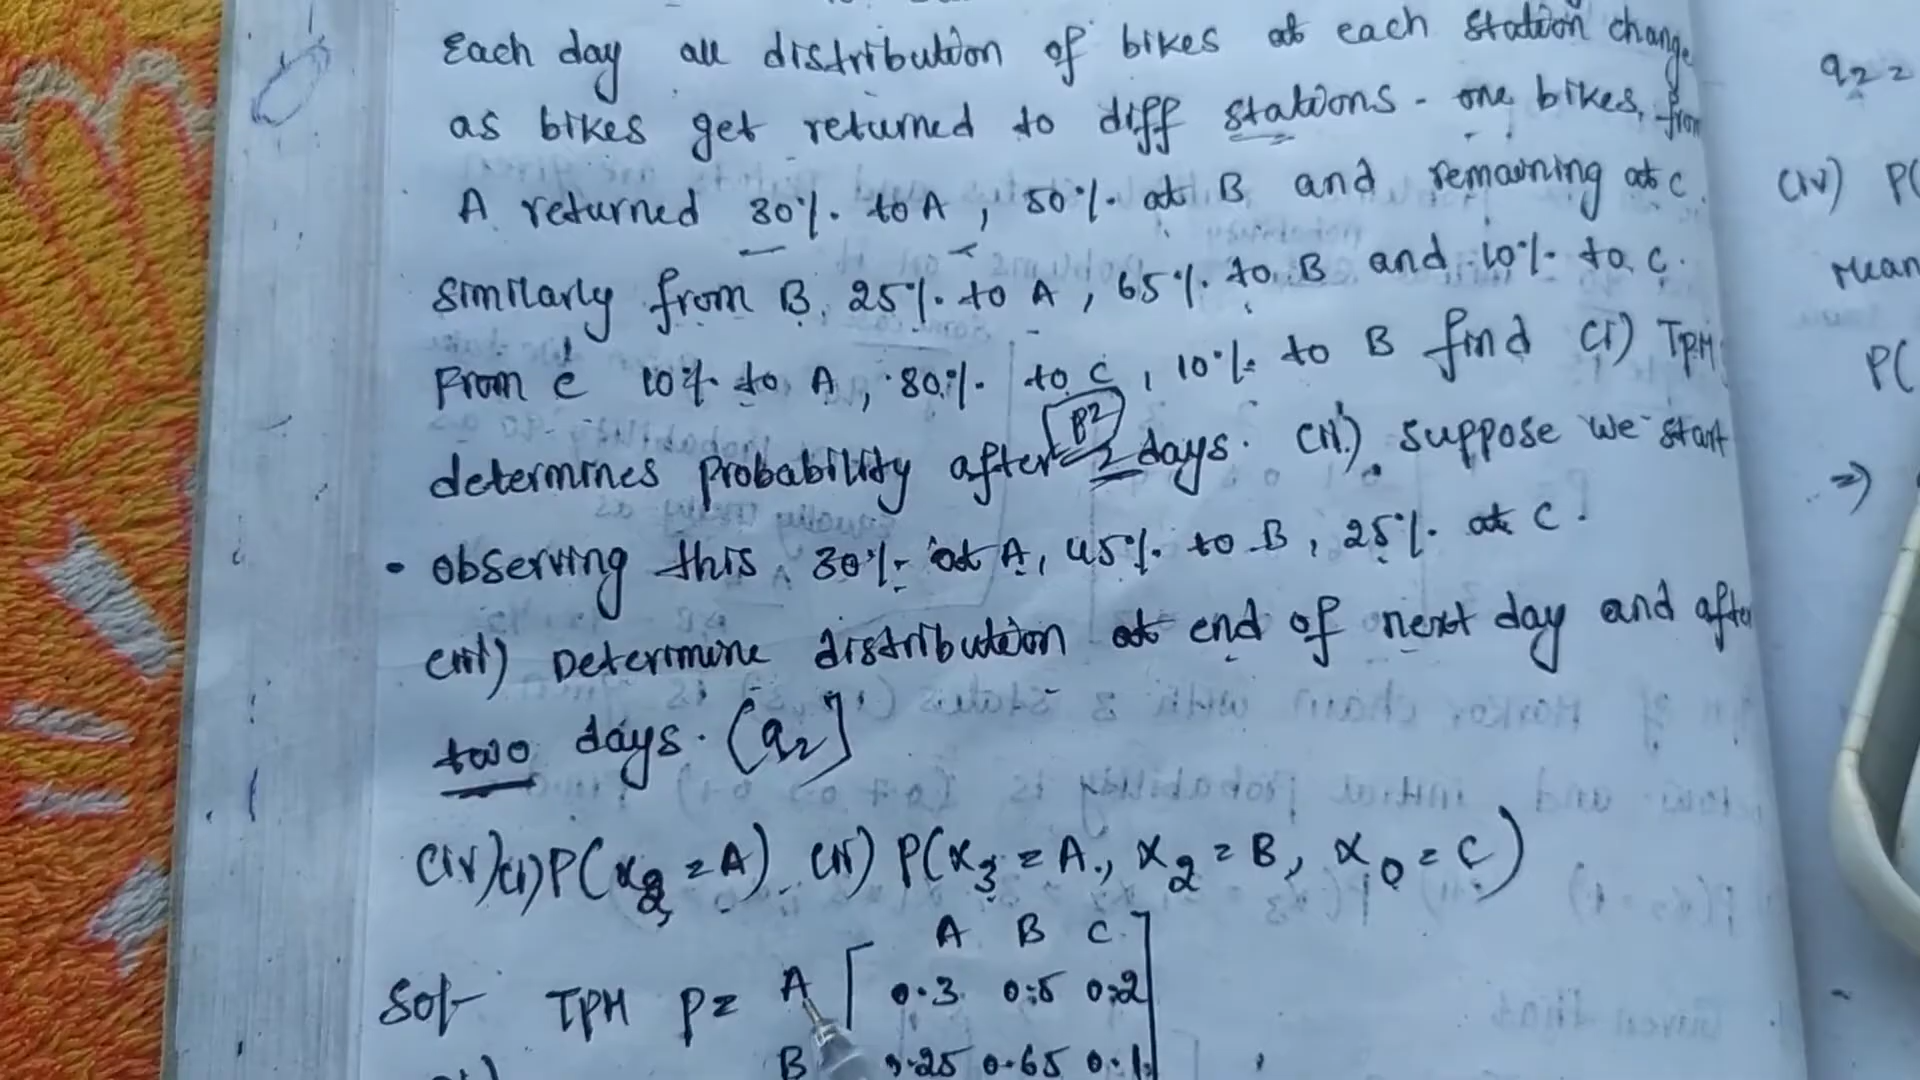 Each day all distribution of bikes at each station change
as bikes get returned to diff stations. one bikes, from
A returned 30%. to A, 50%. at B and remaining at C
similarly from B, 25%. to A, 65%. to B and 10%. to C.
From C 10%. to A, 80%. to C, 10%. to B find (i) TPM
determines probability after P² 2 days. (ii) suppose we start
• observing this 30%. at A, 45%. to B, 25%. at C.
(iii) Determine distribution at end of next day and after
two days. [q2]
(iv) (i) P(x2 = A) (ii) P(x3 = A, x2 = B, x0 = C)
A B C
Sol- TPM P= A 0.3 0.5 0.2
B 0.25 0.65 0.1
q2 =
(iv) P(
Mean
P(
⇒